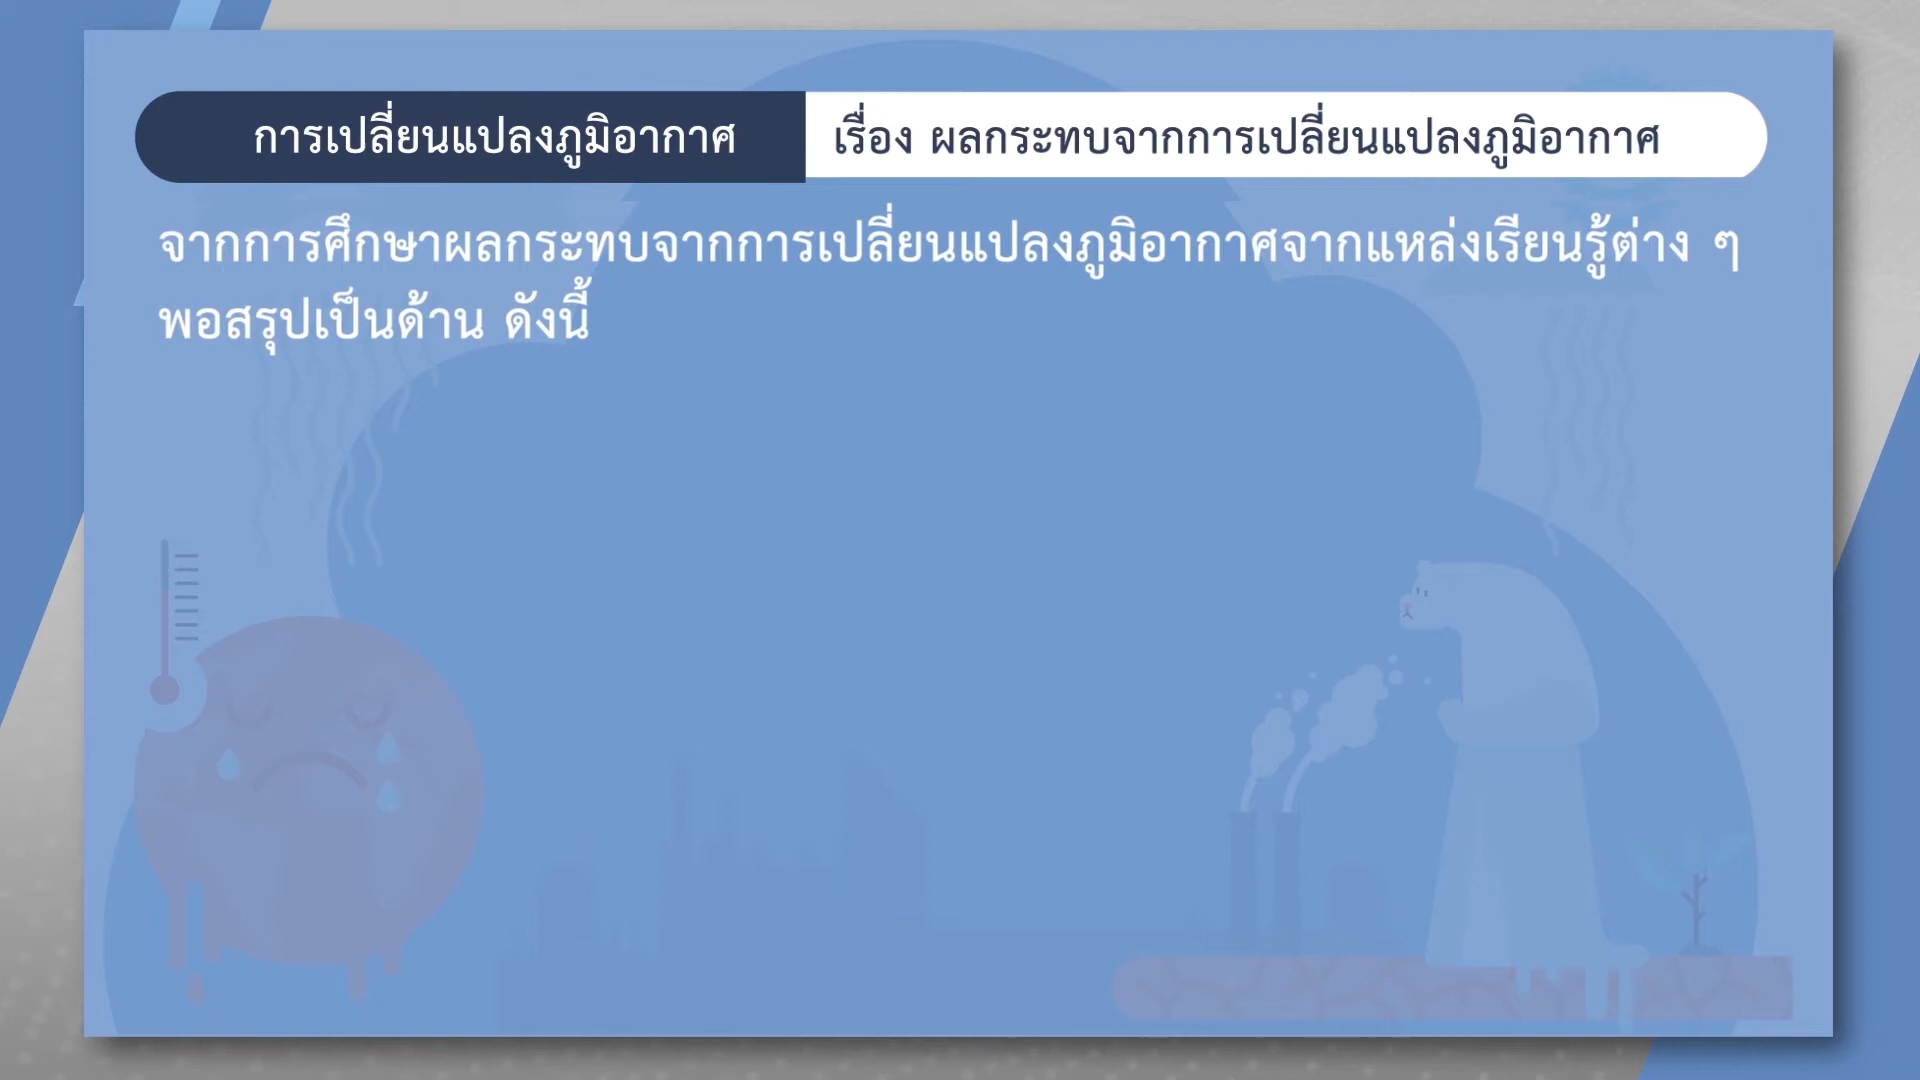 การเปลี่ยนแปลงภูมิอากาศ
เรื่อง ผลกระทบจากการเปลี่ยนแปลงภูมิอากาศ
จากการศึกษาผลกระทบจากการเปลี่ยนแปลงภูมิอากาศจากแหล่งเรียนรู้ต่าง ๆ
พอสรุปเป็นด้าน ดังนี้